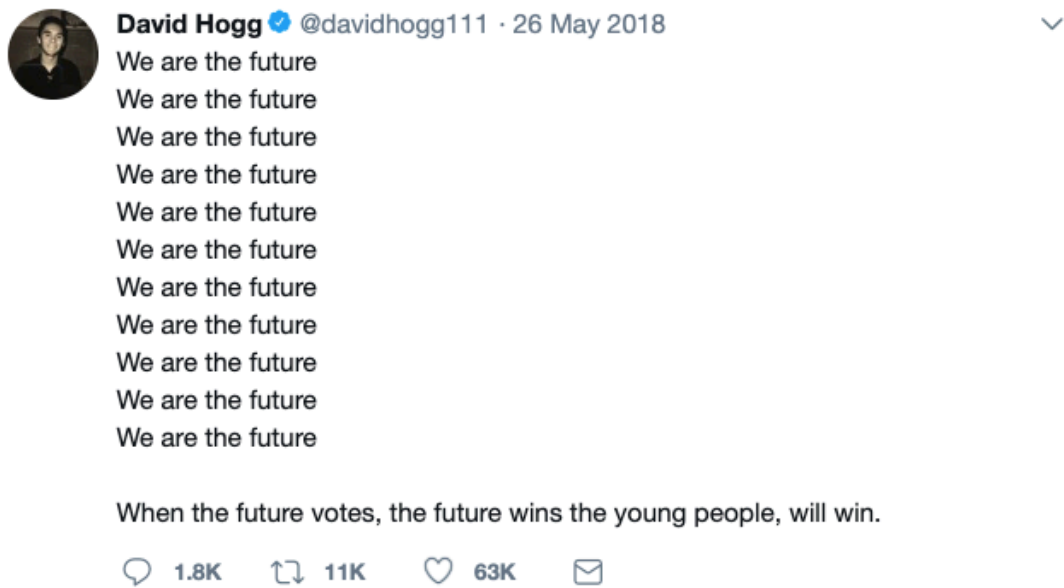 David Hogg @davidhogg111 · 26 May 2018
We are the future
We are the future
We are the future
We are the future
We are the future
We are the future
We are the future
We are the future
We are the future
We are the future
We are the future
When the future votes, the future wins the young people, will win.
1.8K 11K 63K